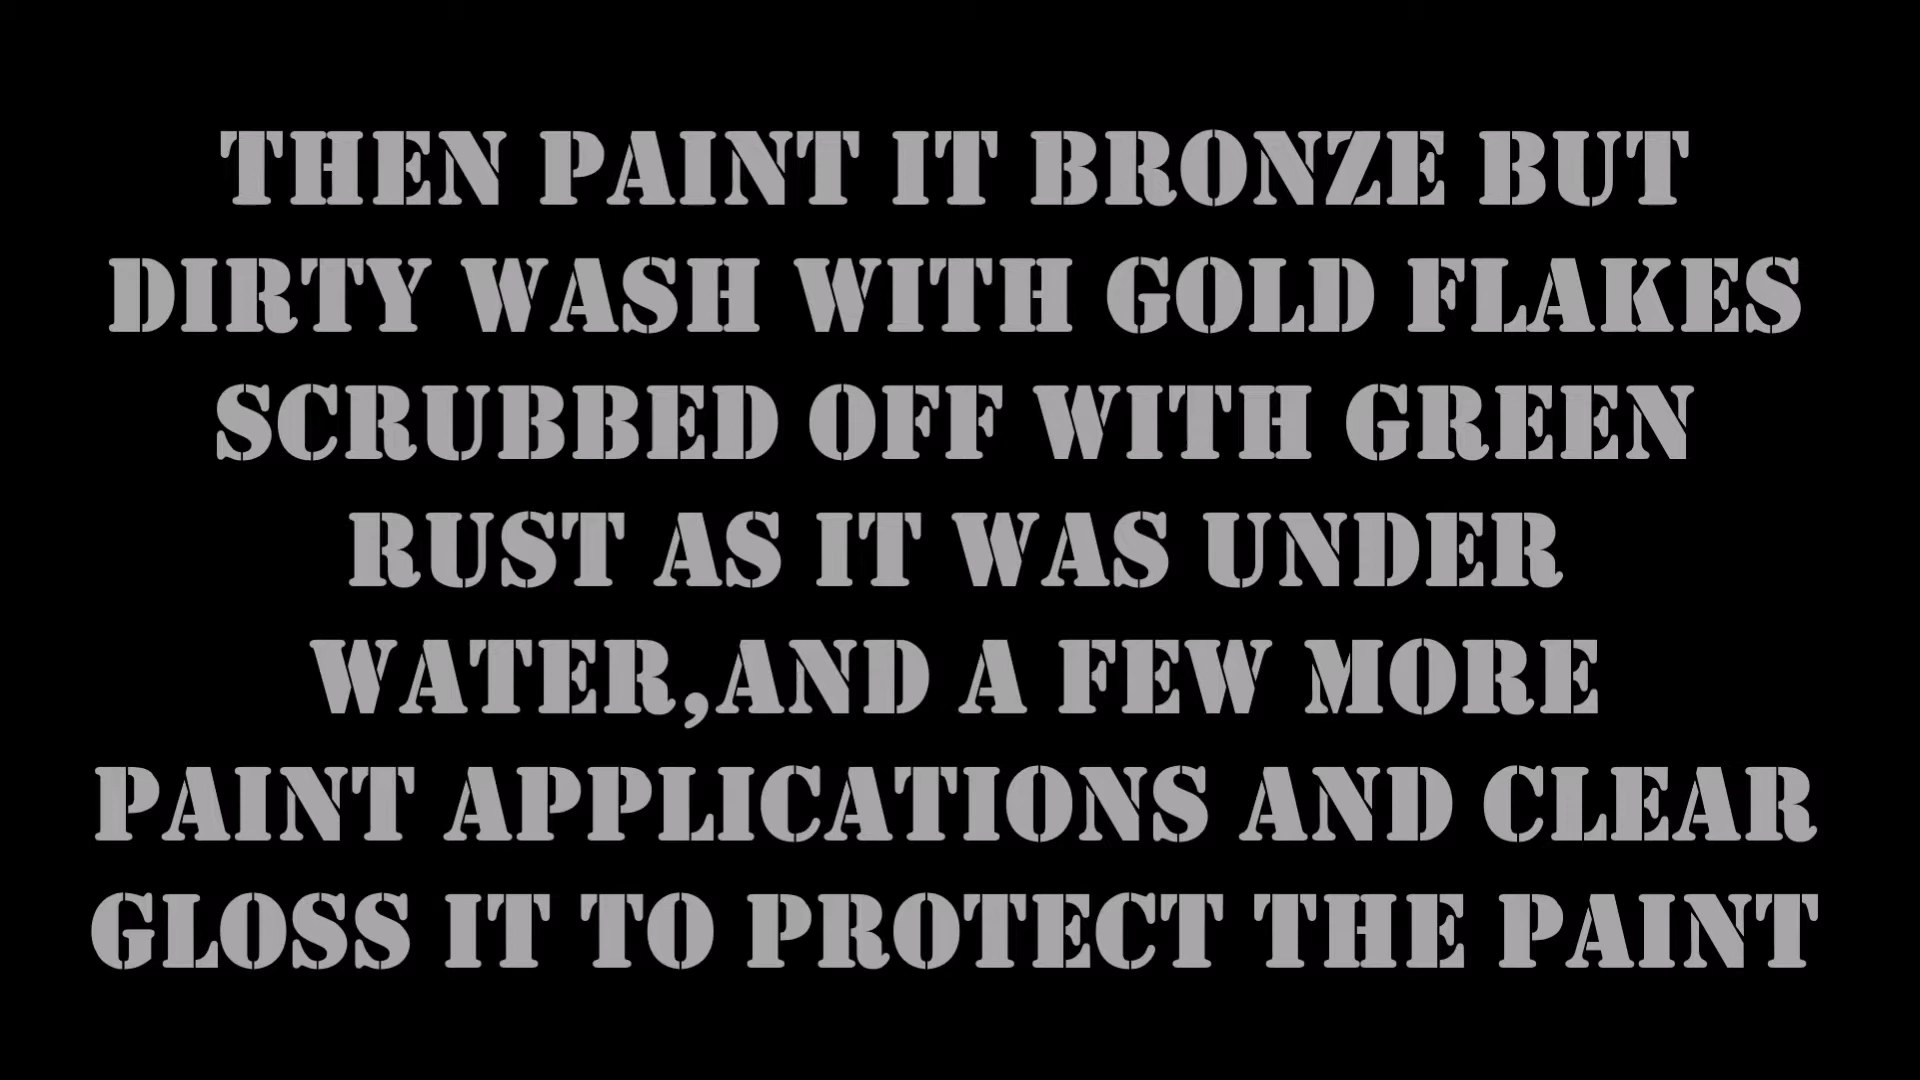 THEN PAINT IT BRONZE BUT
DIRTY WASH WITH GOLD FLAKES
SCRUBBED OFF WITH GREEN
RUST AS IT WAS UNDER
WATER,AND A FEW MORE
PAINT APPLICATIONS AND CLEAR
GLOSS IT TO PROTECT THE PAINT